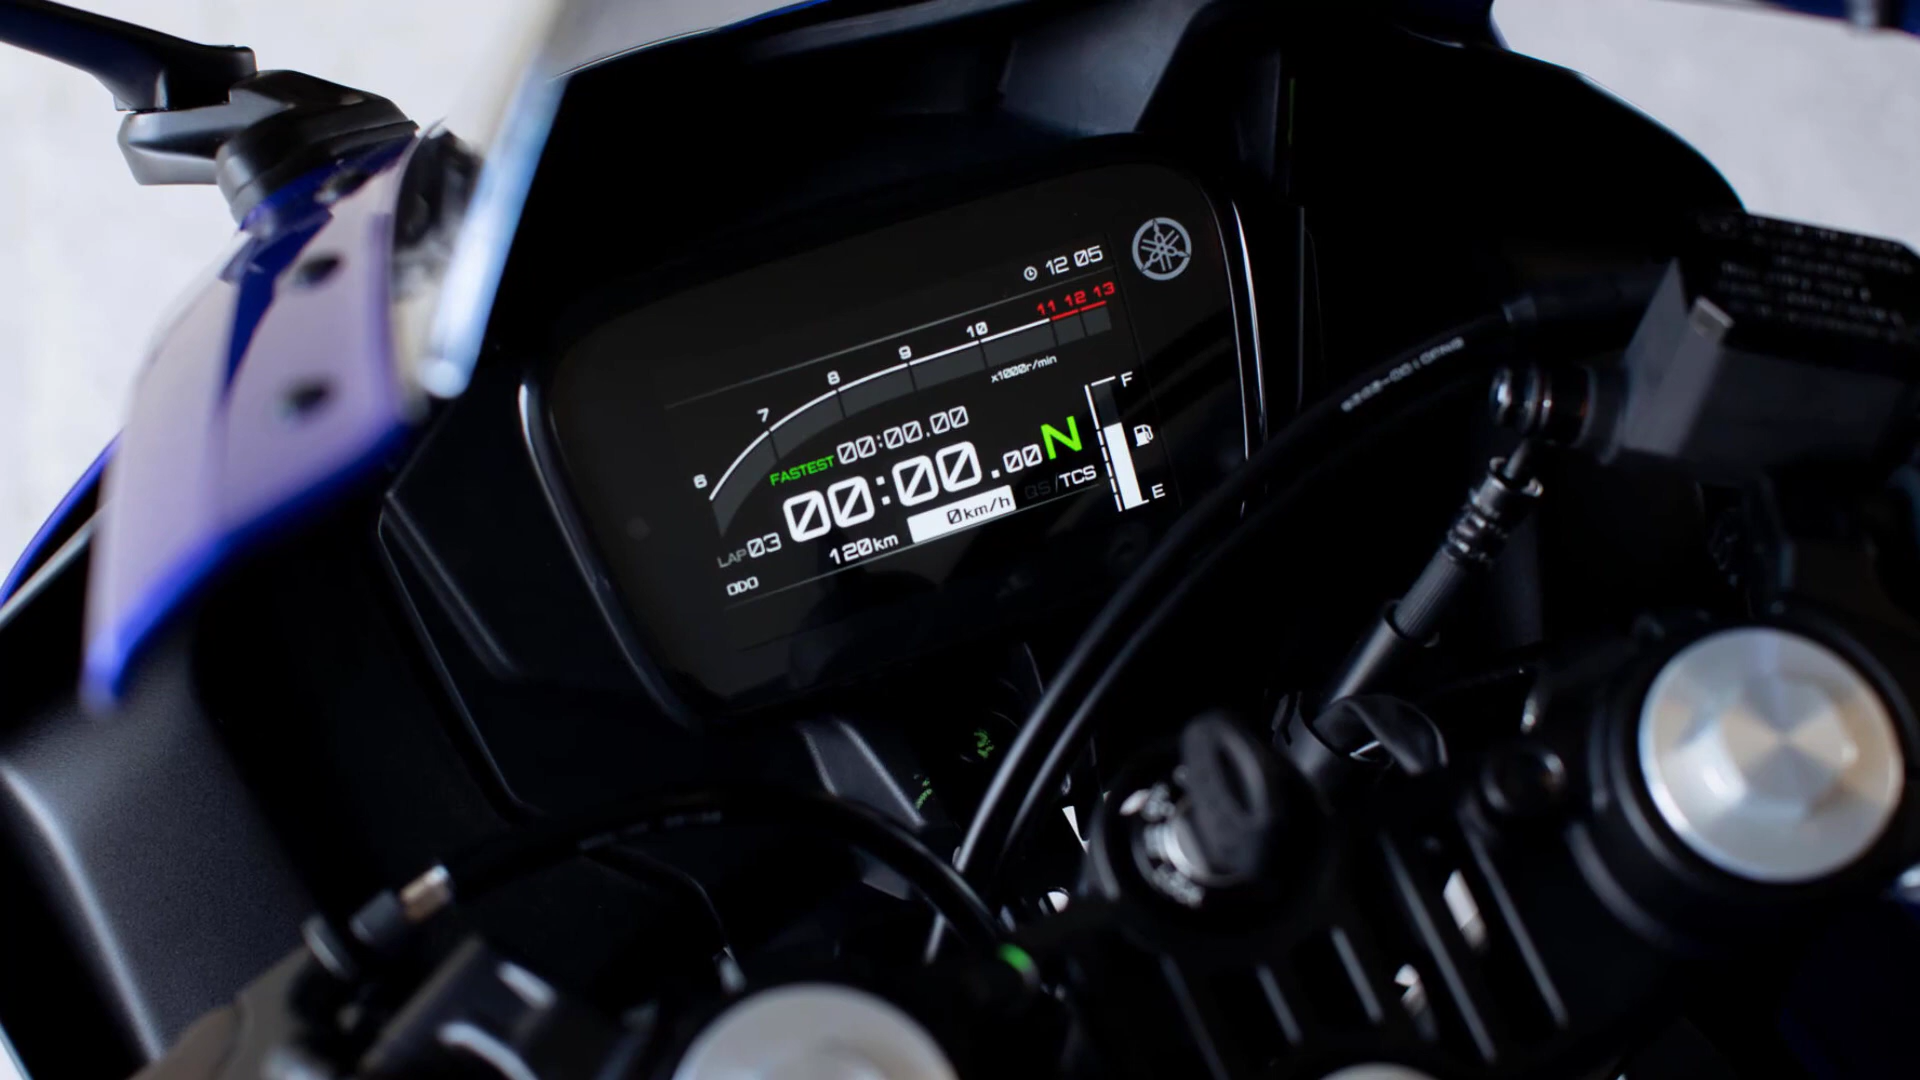 12 05
6 7 8 9 10 11 12 13
x1000r/min
FASTEST 00:00.00
00:00.00 N
LAP 03
0km/h QS/TCS
ODO 120km
F
E